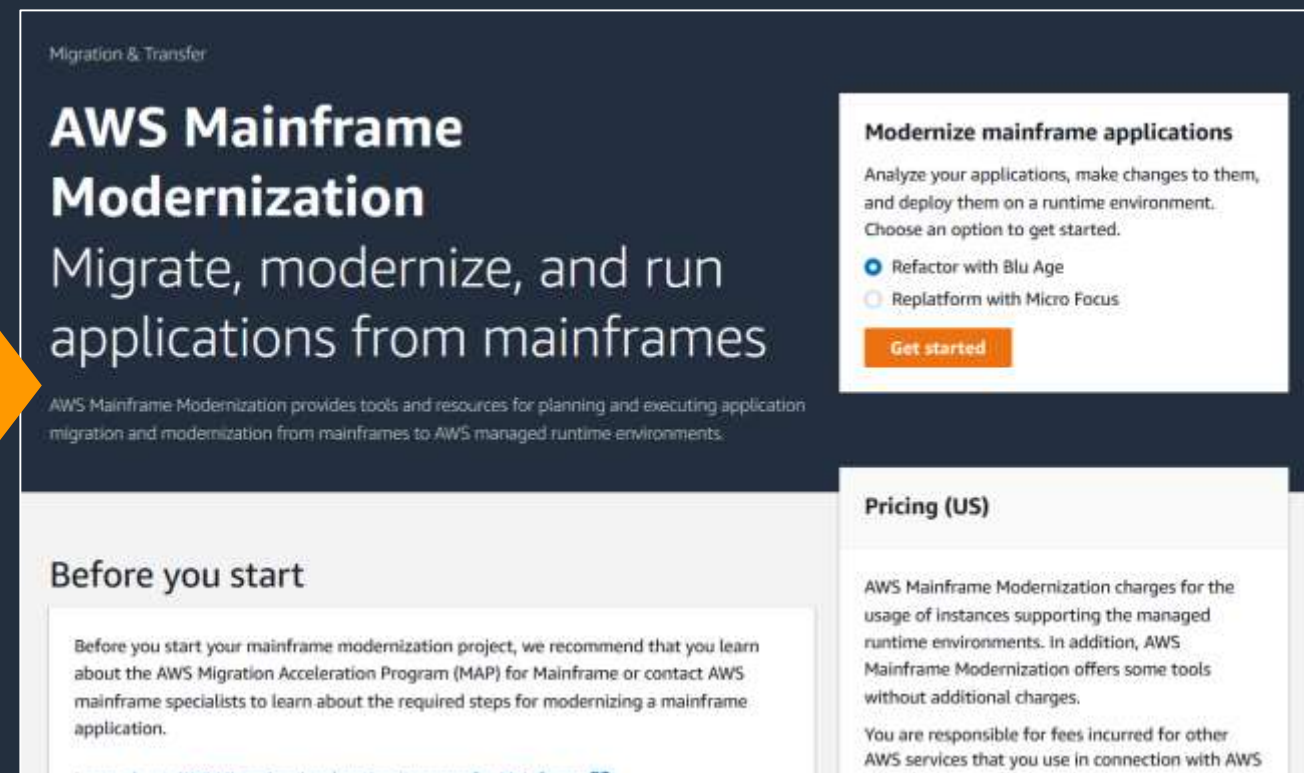 Migration & Transfer
AWS Mainframe
Modernization
Migrate, modernize, and run
applications from mainframes
AWS Mainframe Modernization provides tools and resources for planning and executing application
migration and modernization from mainframes to AWS managed runtime environments.
Modernize mainframe applications
Analyze your applications, make changes to them,
and deploy them on a runtime environment.
Choose an option to get started.
Refactor with Blu Age
Replatform with Micro Focus
Get started
Before you start
Before you start your mainframe modernization project, we recommend that you learn
about the AWS Migration Acceleration Program (MAP) for Mainframe or contact AWS
mainframe specialists to learn about the required steps for modernizing a mainframe
application.
Pricing (US)
AWS Mainframe Modernization charges for the
usage of instances supporting the managed
runtime environments. In addition, AWS
Mainframe Modernization offers some tools
without additional charges.
You are responsible for fees incurred for other
AWS services that you use in connection with AWS